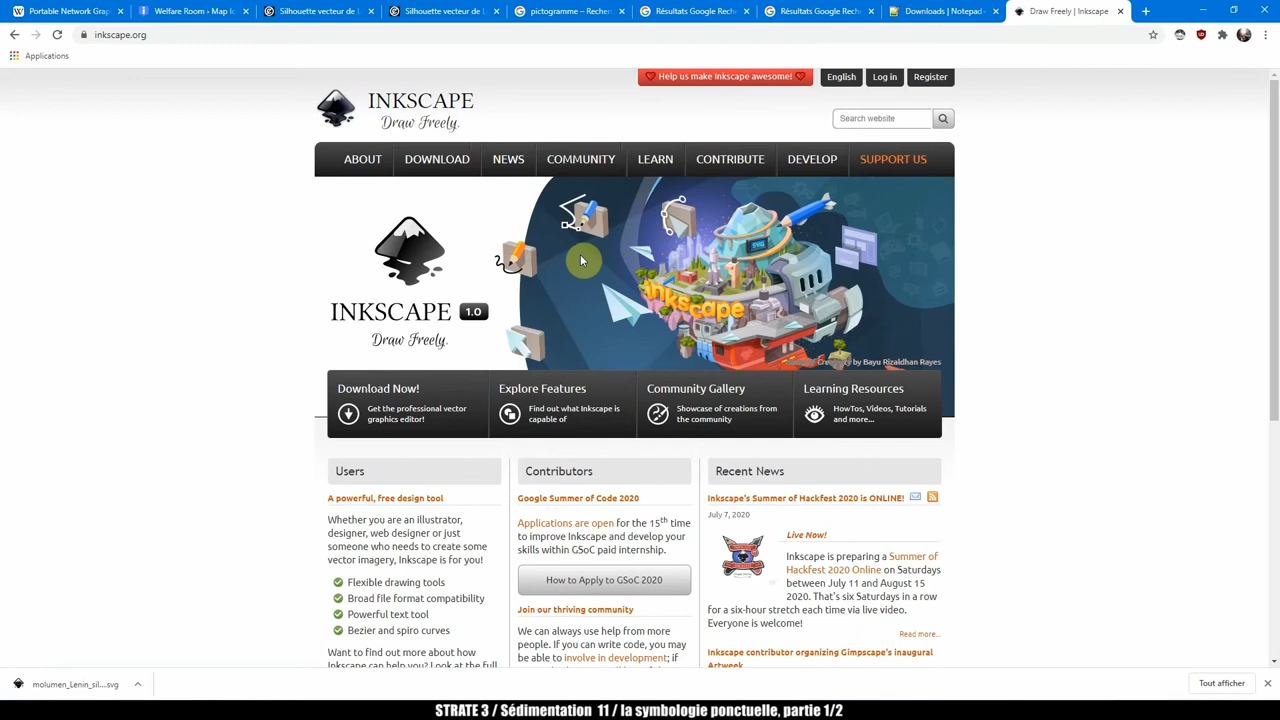 Portable Network Grap
Welfare Room › Map Ic
Silhouette vecteur de L
Silhouette vecteur de L
pictogramme – Recher
Résultats Google Reche
Résultats Google Reche
Downloads | Notepad
Draw Freely | Inkscape
inkscape.org
Applications
Help us make Inkscape awesome!
English
Log in
Register
INKSCAPE
Draw Freely.
Search website
ABOUT
DOWNLOAD
NEWS
COMMUNITY
LEARN
CONTRIBUTE
DEVELOP
SUPPORT US
SVG
inkscape
INKSCAPE 1.0
Draw Freely.
by Bayu Rizaldhan Rayes
Download Now!
Get the professional vector
graphics editor!
Explore Features
Find out what Inkscape is
capable of
Community Gallery
Showcase of creations from
the community
Learning Resources
HowTos, Videos, Tutorials
and more...
Users
A powerful, free design tool
Whether you are an illustrator,
designer, web designer or just
someone who needs to create some
vector imagery, Inkscape is for you!
Flexible drawing tools
Broad file format compatibility
Powerful text tool
Bezier and spiro curves
Want to find out more about how
Inkscape can help you? Look at the full
Contributors
Google Summer of Code 2020
Applications are open for the 15th time
to improve Inkscape and develop your
skills within GSoC paid internship.
How to Apply to GSoC 2020
Join our thriving community
We can always use help from more
people. If you can write code, you may
be able to involve in development; if
Recent News
Inkscape's Summer of Hackfest 2020 is ONLINE!
July 7, 2020
Live Now!
Inkscape is preparing a Summer of
Hackfest 2020 Online on Saturdays
between July 11 and August 15
2020. That's six Saturdays in a row
for a six-hour stretch each time via live video.
Everyone is welcome!
Read more...
Inkscape contributor organizing Gimpscape's inaugural
Artweek
molumen_Lenin_sil....svg
Tout afficher
STRATE 3 / Sédimentation 11 / la symbologie ponctuelle, partie 1/2